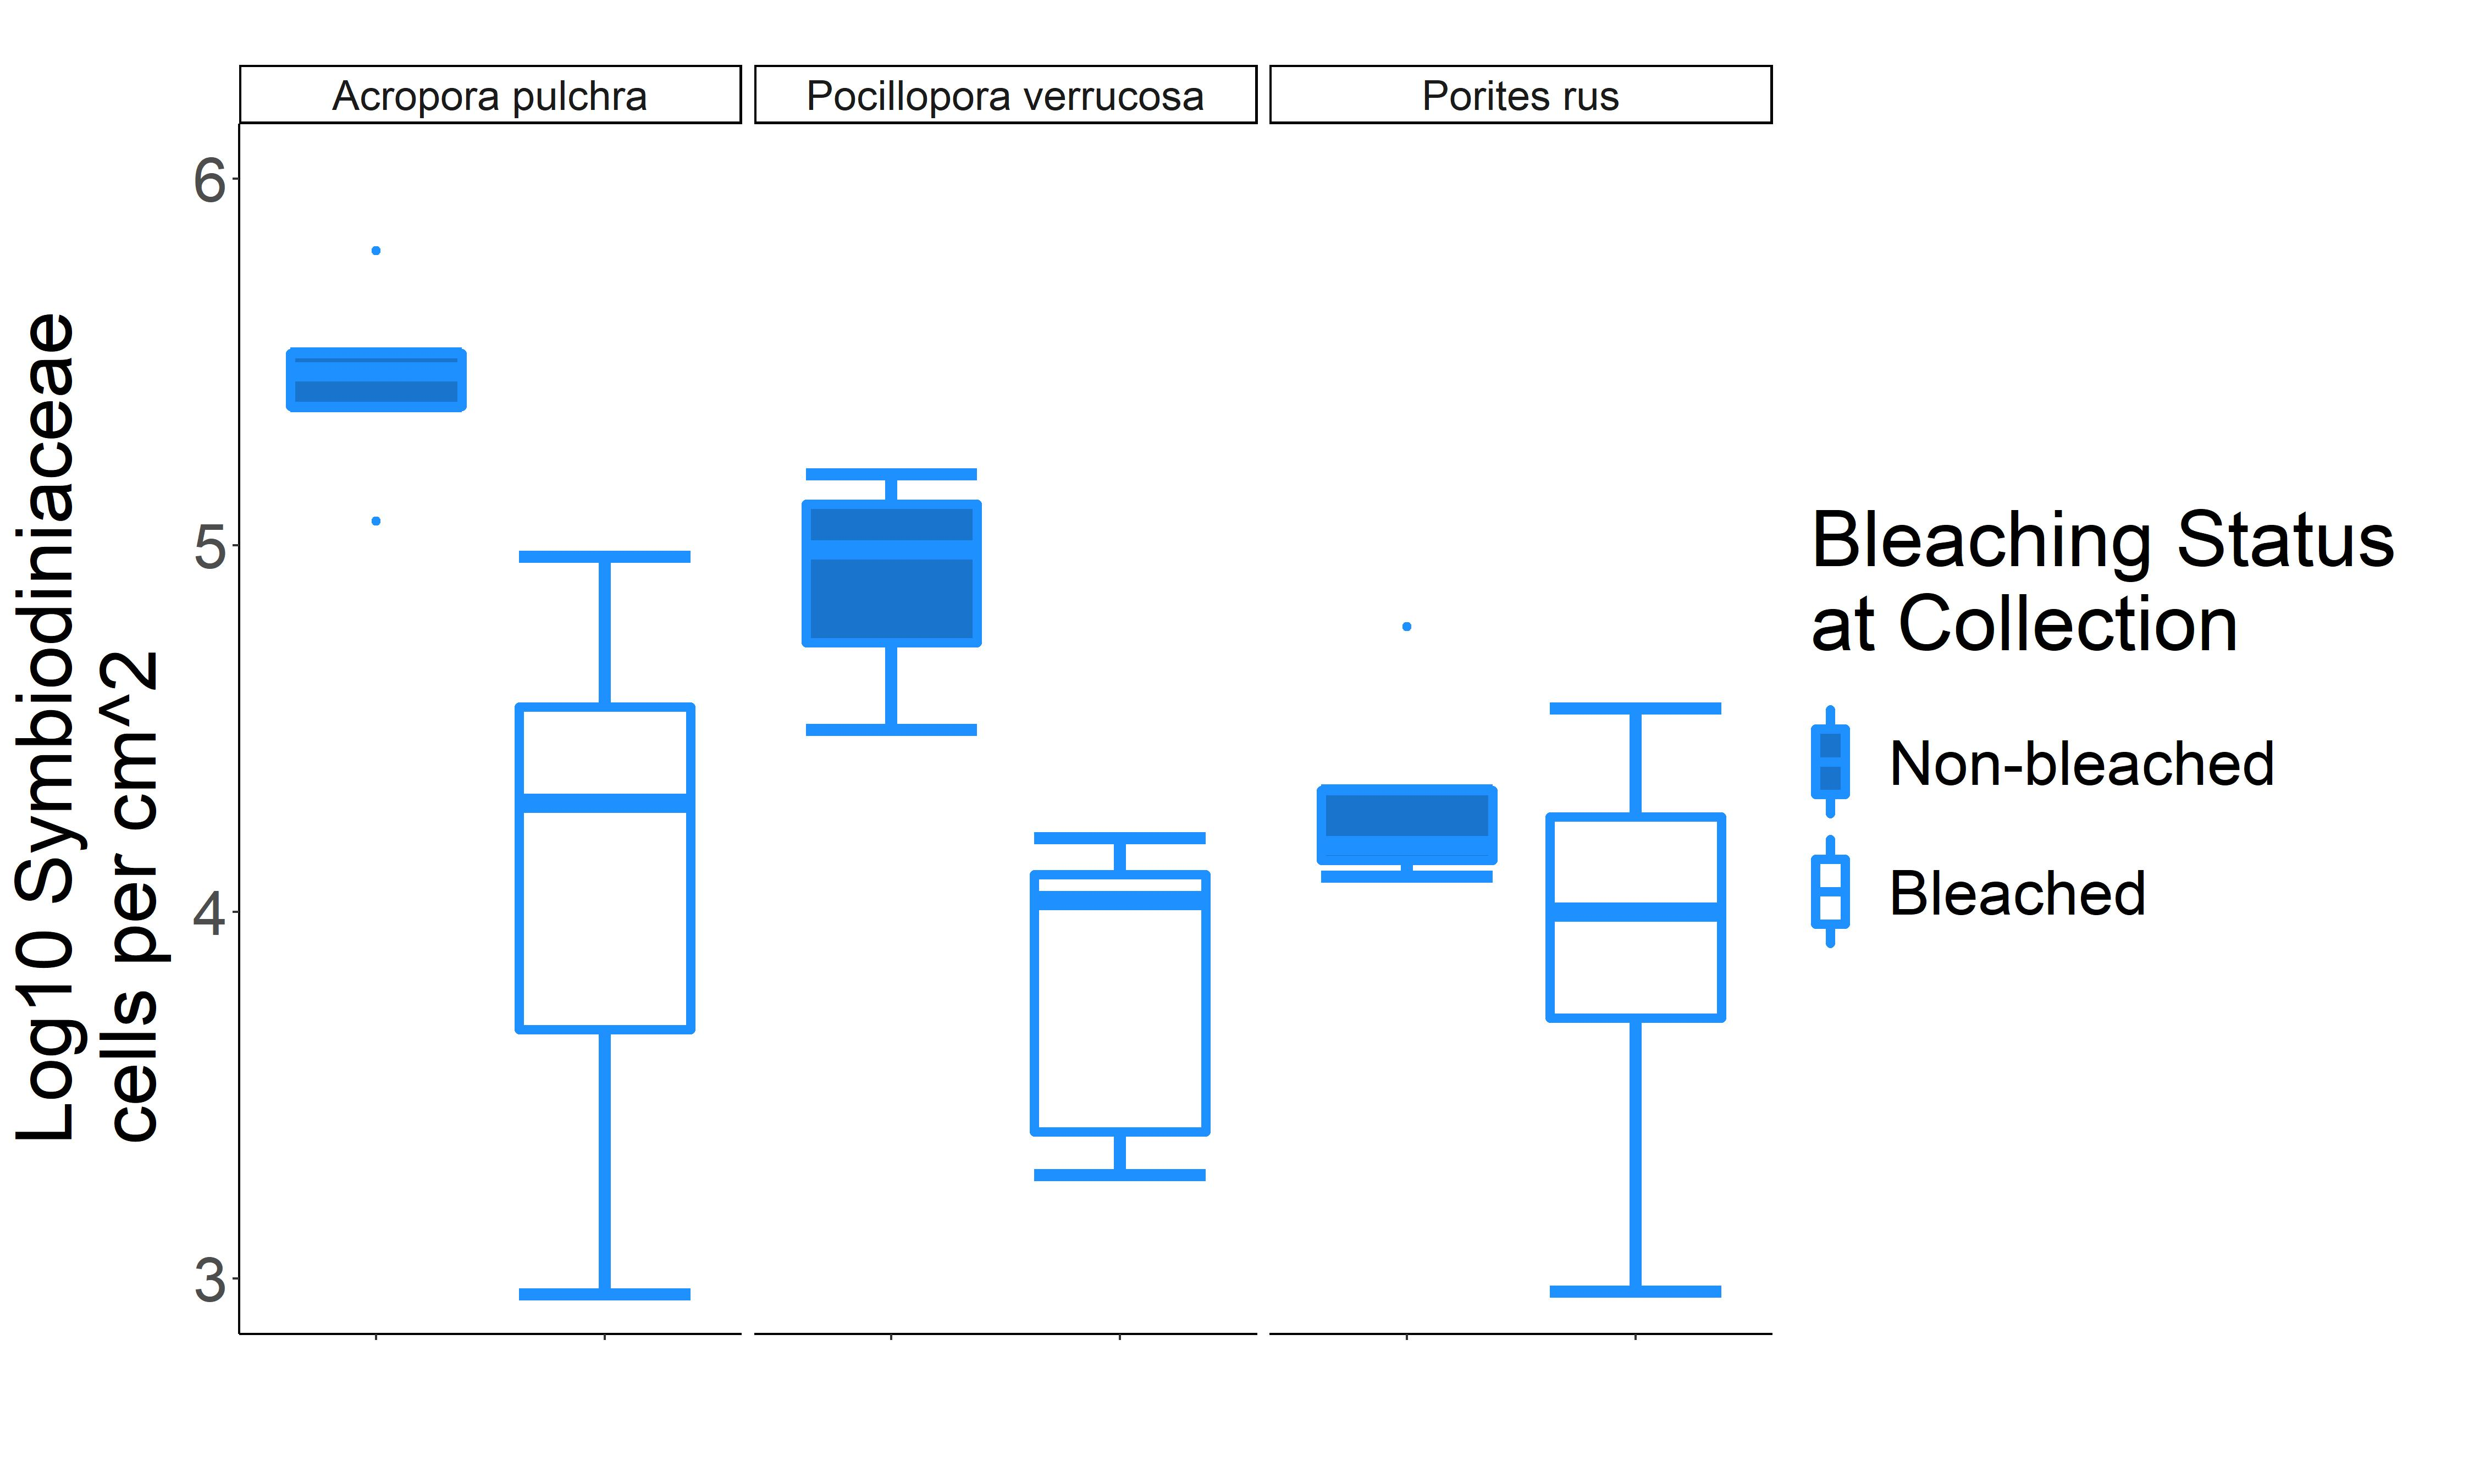 Acropora pulchra
Pocillopora verrucosa
Porites rus
6
5
4
3
Log10 Symbiodiniaceae
cells per cm^2
Bleaching Status
at Collection
Non-bleached
Bleached